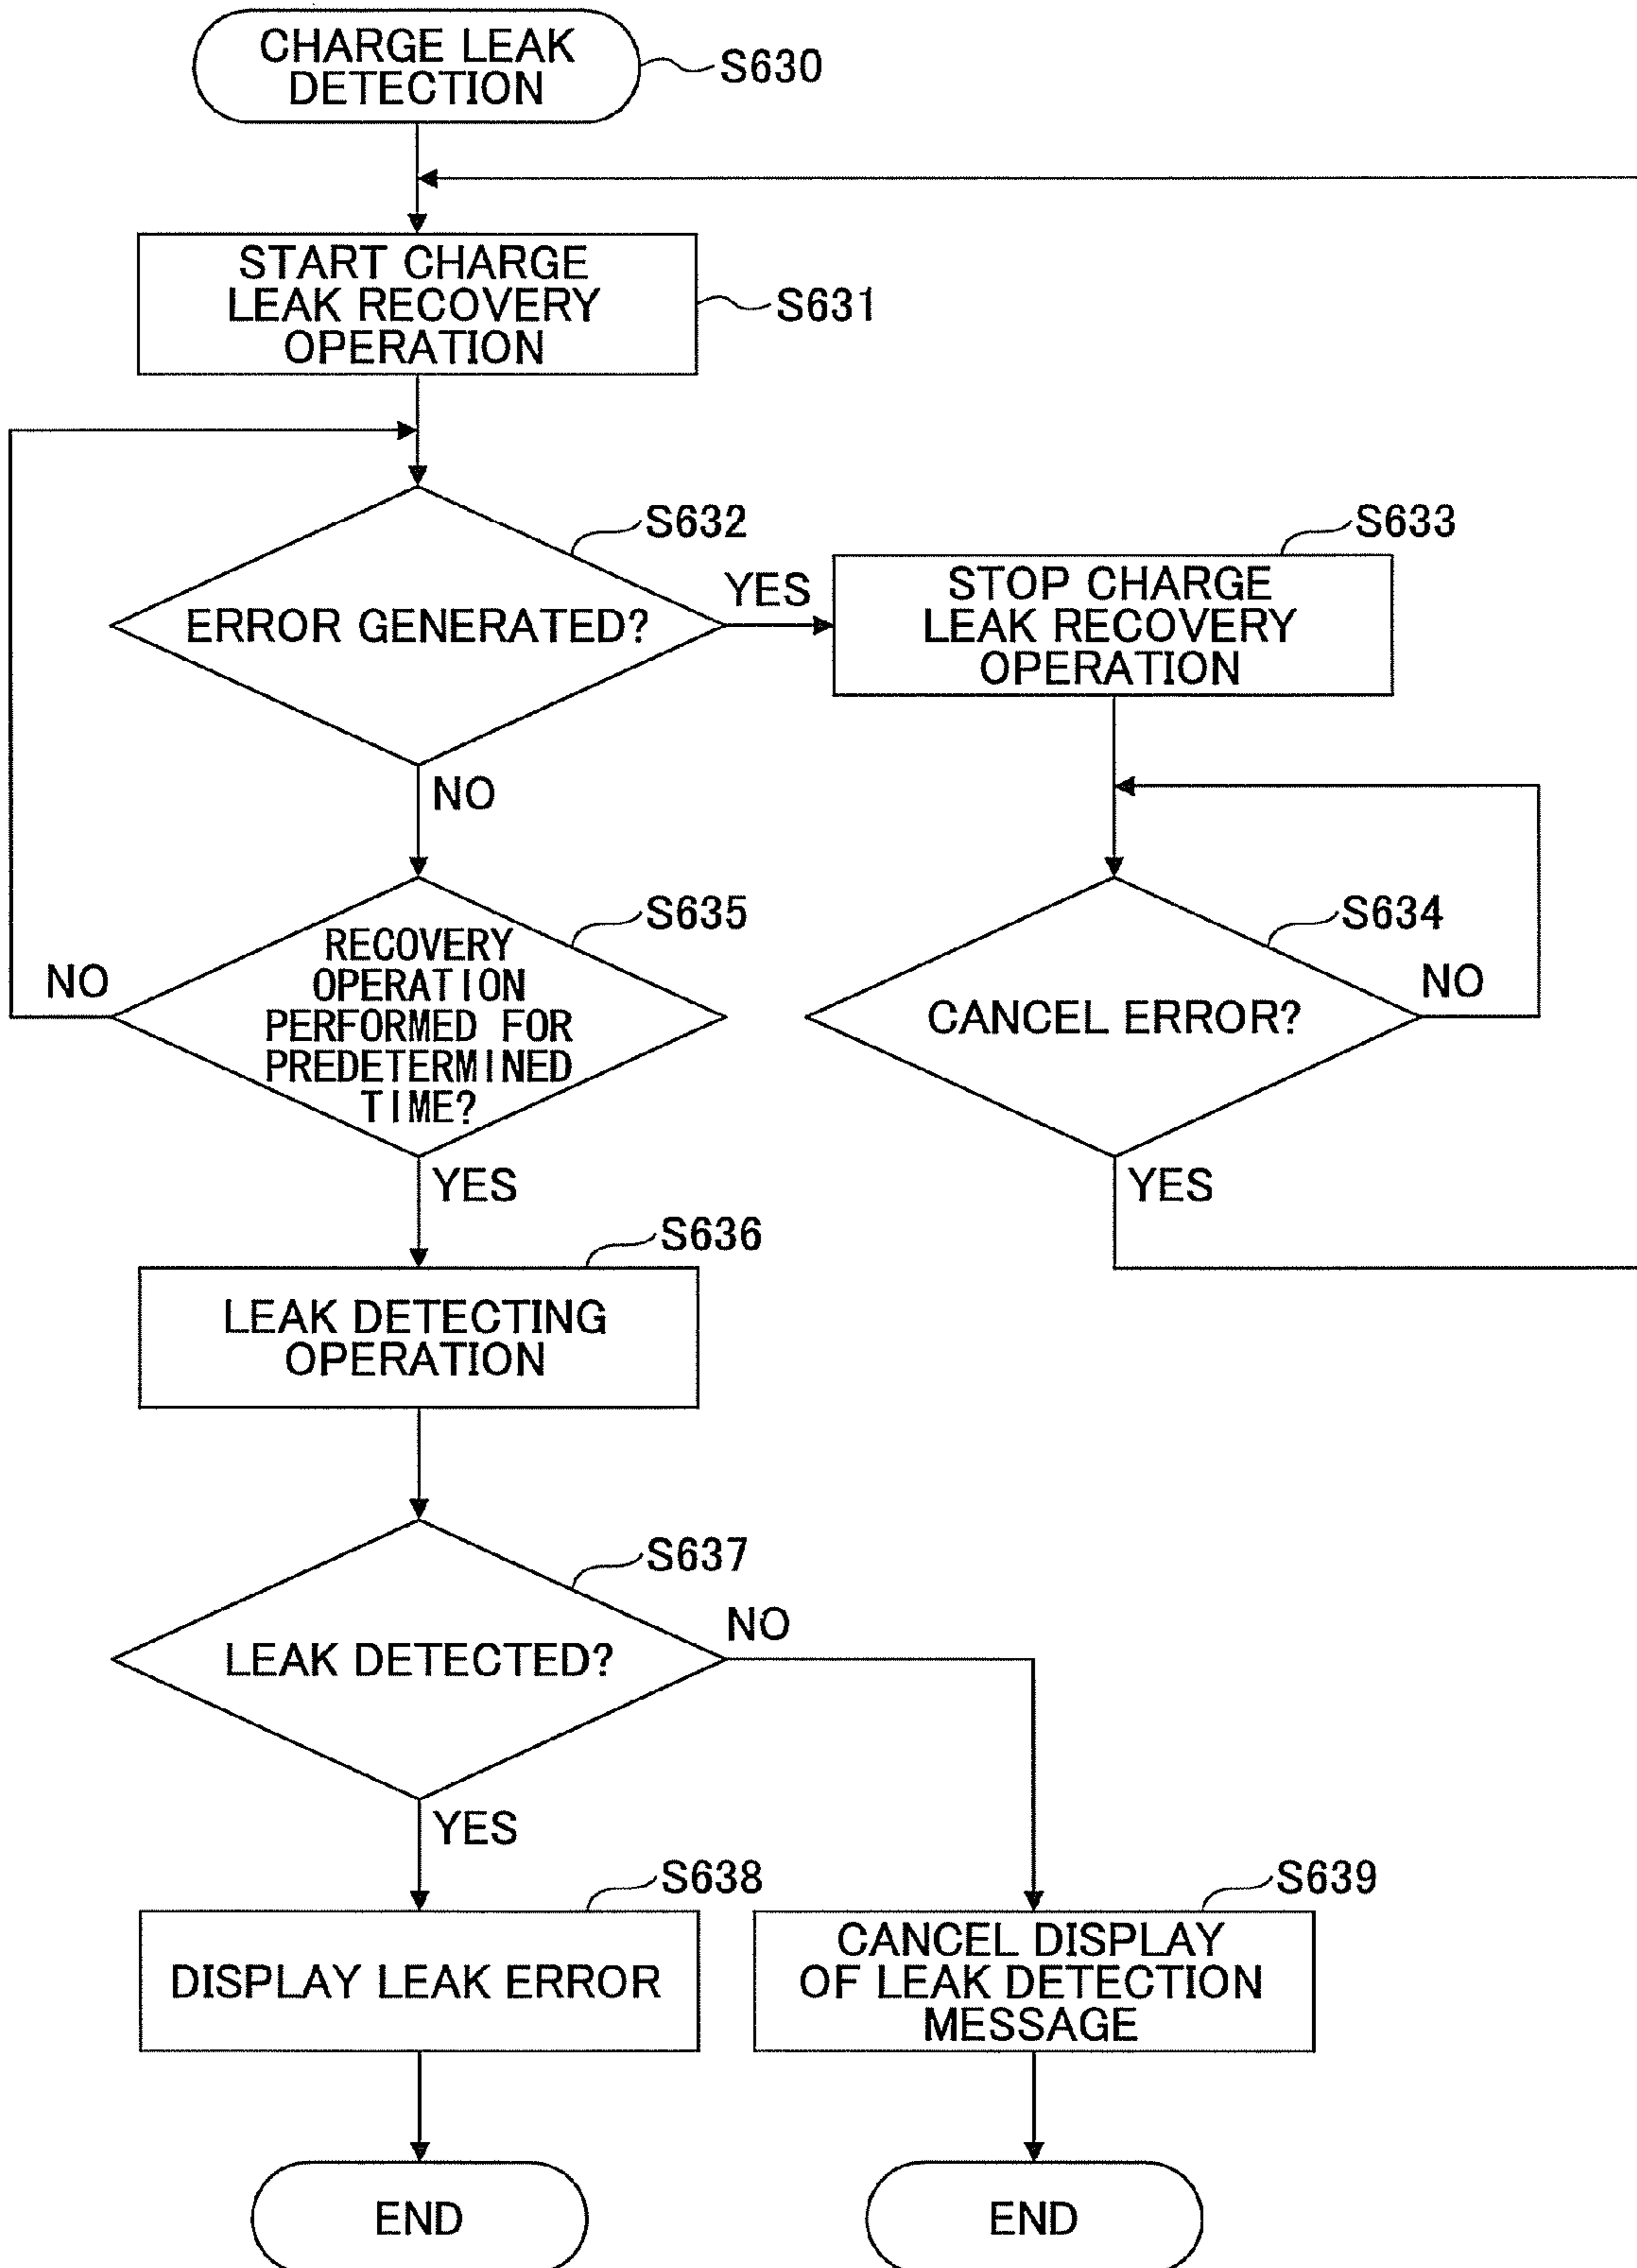 CHARGE LEAK
DETECTION
S630
START CHARGE
LEAK RECOVERY
OPERATION
S631
S632
ERROR GENERATED?
YES
S633
STOP CHARGE
LEAK RECOVERY
OPERATION
NO
S635
RECOVERY
OPERATION
PERFORMED FOR
PREDETERMINED
TIME?
NO
YES
S634
CANCEL ERROR?
NO
YES
S636
LEAK DETECTING
OPERATION
S637
LEAK DETECTED?
NO
YES
S638
DISPLAY LEAK ERROR
S639
CANCEL DISPLAY
OF LEAK DETECTION
MESSAGE
END
END